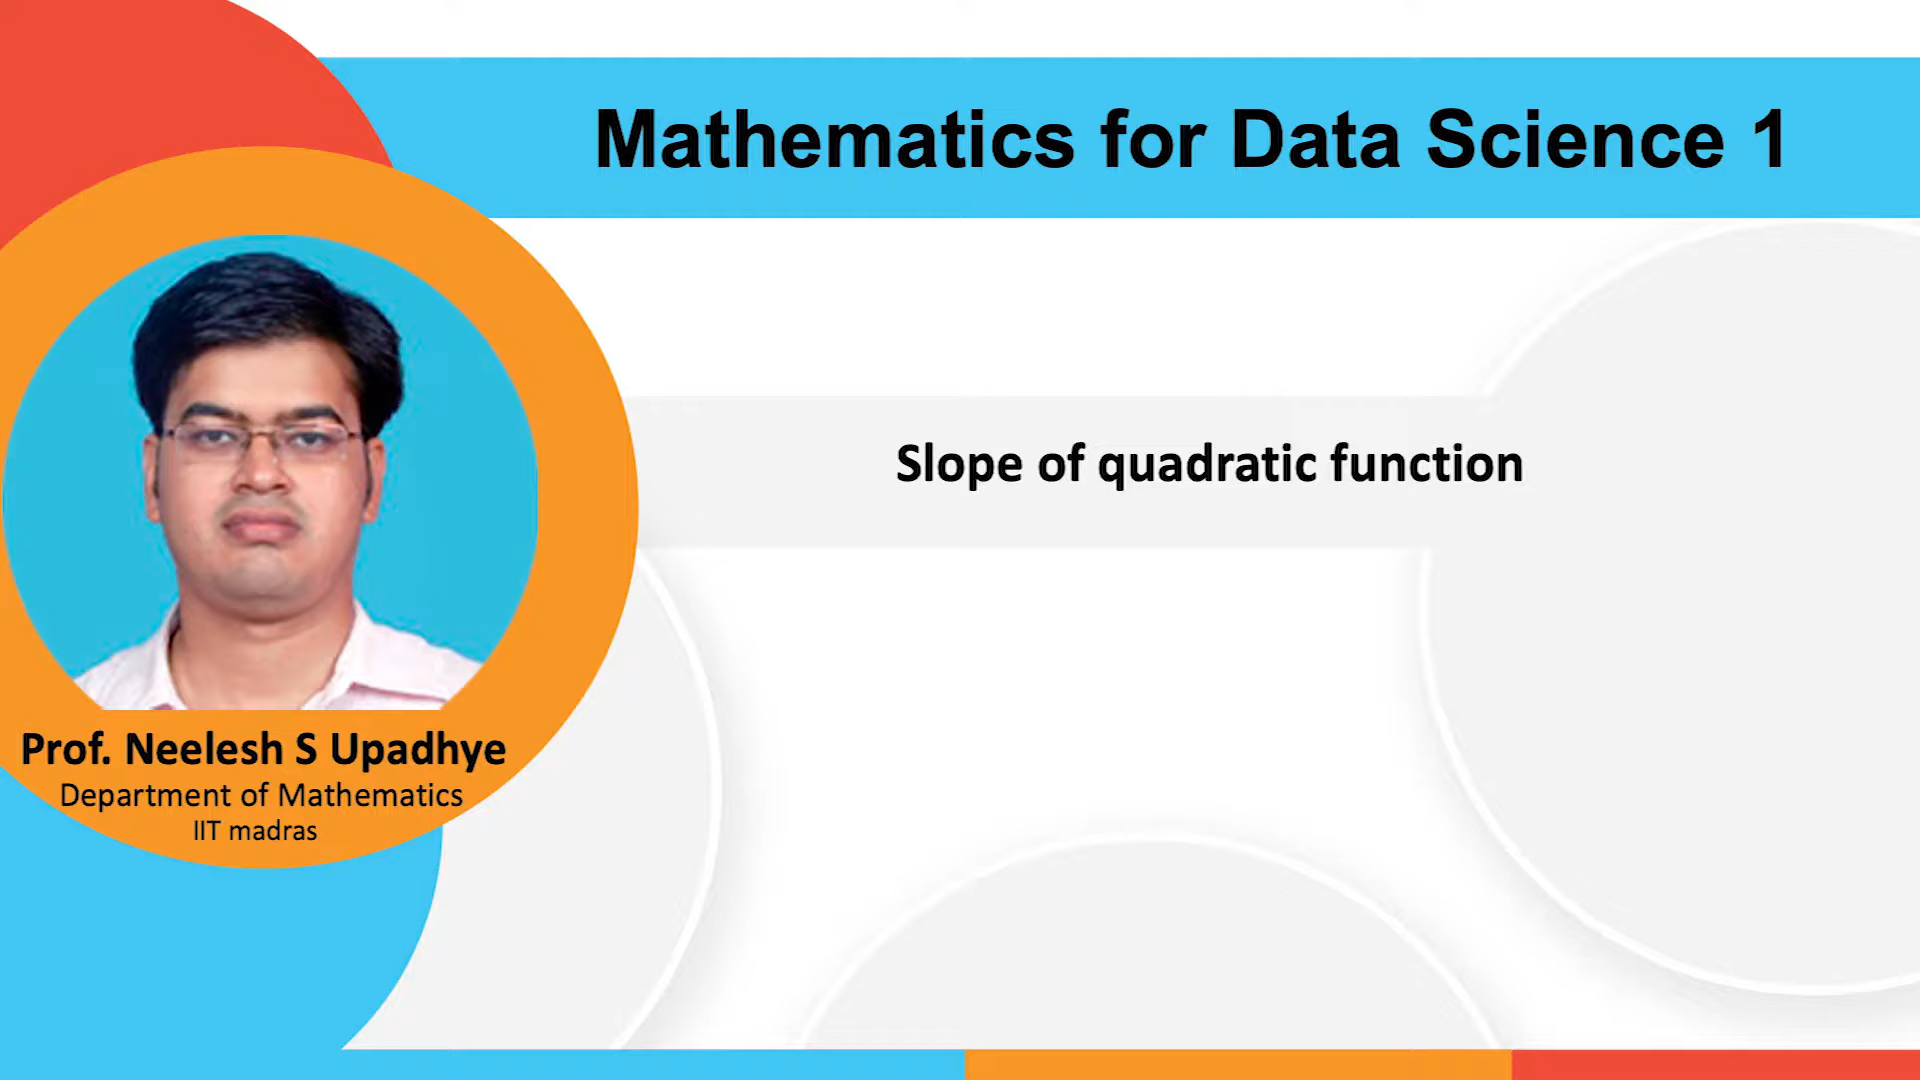 Mathematics for Data Science 1
Slope of quadratic function
Prof. Neelesh S Upadhye
Department of Mathematics
IIT madras